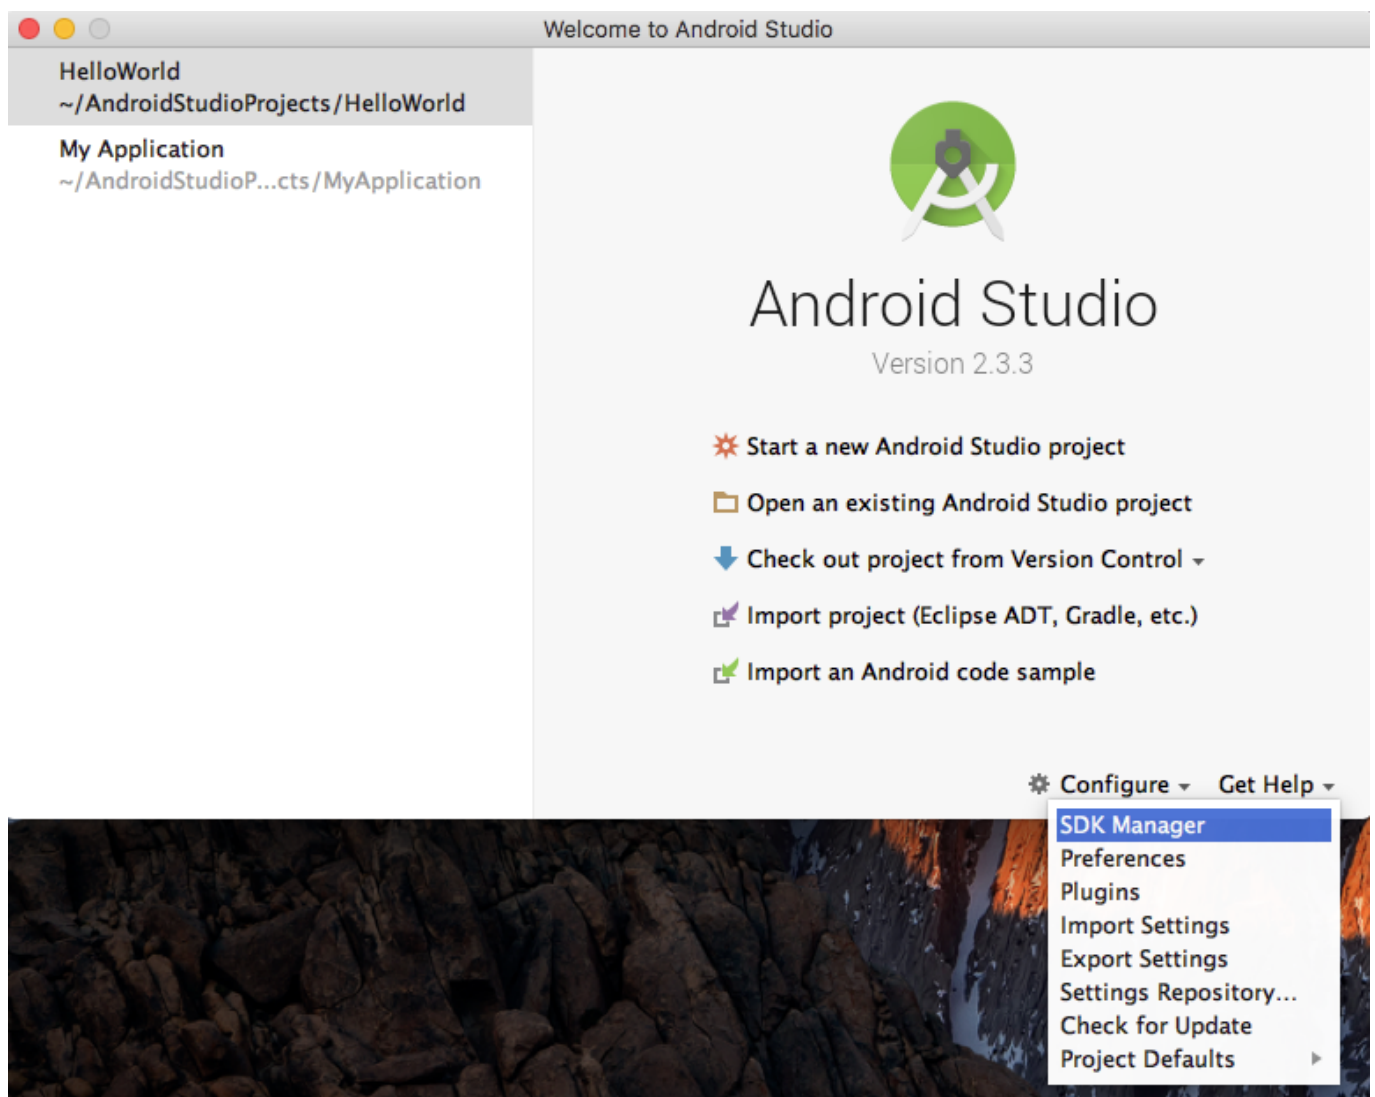 Welcome to Android Studio
HelloWorld
~/AndroidStudioProjects/HelloWorld
My Application
~/AndroidStudioP...cts/MyApplication
Android Studio
Version 2.3.3
Start a new Android Studio project
Open an existing Android Studio project
Check out project from Version Control
Import project (Eclipse ADT, Gradle, etc.)
Import an Android code sample
Configure Get Help
SDK Manager
Preferences
Plugins
Import Settings
Export Settings
Settings Repository...
Check for Update
Project Defaults